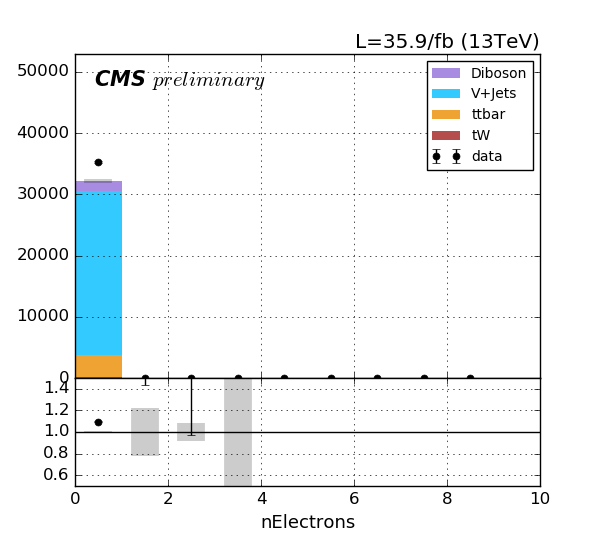 L=35.9/fb (13TeV)
CMS preliminary
Diboson
V+Jets
ttbar
tW
data
50000
40000
30000
20000
10000
0
1.4
1.2
1.0
0.8
0.6
0 2 4 6 8 10
nElectrons